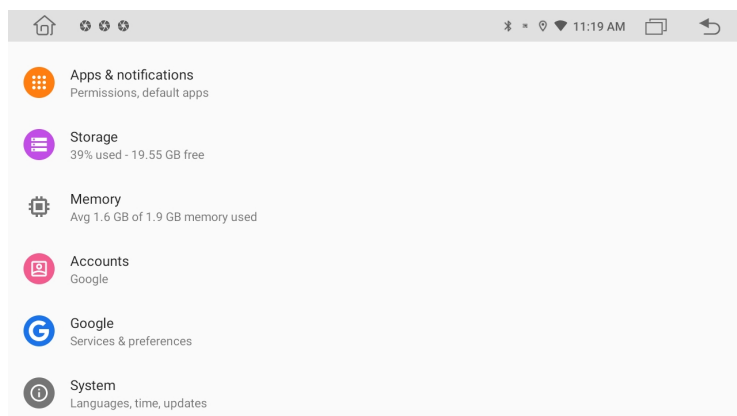 11:19 AM
Apps & notifications
Permissions, default apps
Storage
39% used - 19.55 GB free
Memory
Avg 1.6 GB of 1.9 GB memory used
Accounts
Google
Google
Services & preferences
System
Languages, time, updates